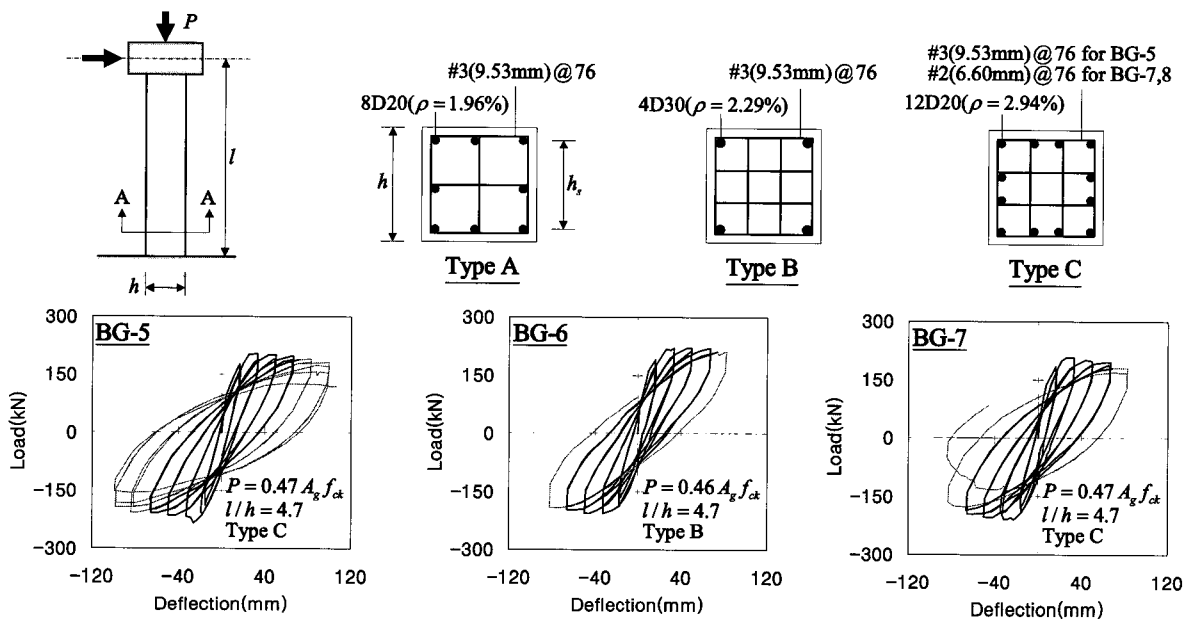 P
l
A A
h
#3(9.53mm)@76
8D20(ρ = 1.96%)
h
h_s
Type A
#3(9.53mm)@76
4D30(ρ = 2.29%)
Type B
#3(9.53mm)@76 for BG-5
#2(6.60mm)@76 for BG-7,8
12D20(ρ = 2.94%)
Type C
BG-5
300
150
0
−150
−300
Load(kN)
P = 0.47 A_g f_ck
l/h = 4.7
Type C
−120 −40 40 120
Deflection(mm)
BG-6
300
150
0
−150
−300
Load(kN)
P = 0.46 A_g f_ck
l/h = 4.7
Type B
−120 −40 40 120
Deflection(mm)
BG-7
300
150
0
−150
−300
Load(kN)
P = 0.47 A_g f_ck
l/h = 4.7
Type C
−120 −40 40 120
Deflection(mm)